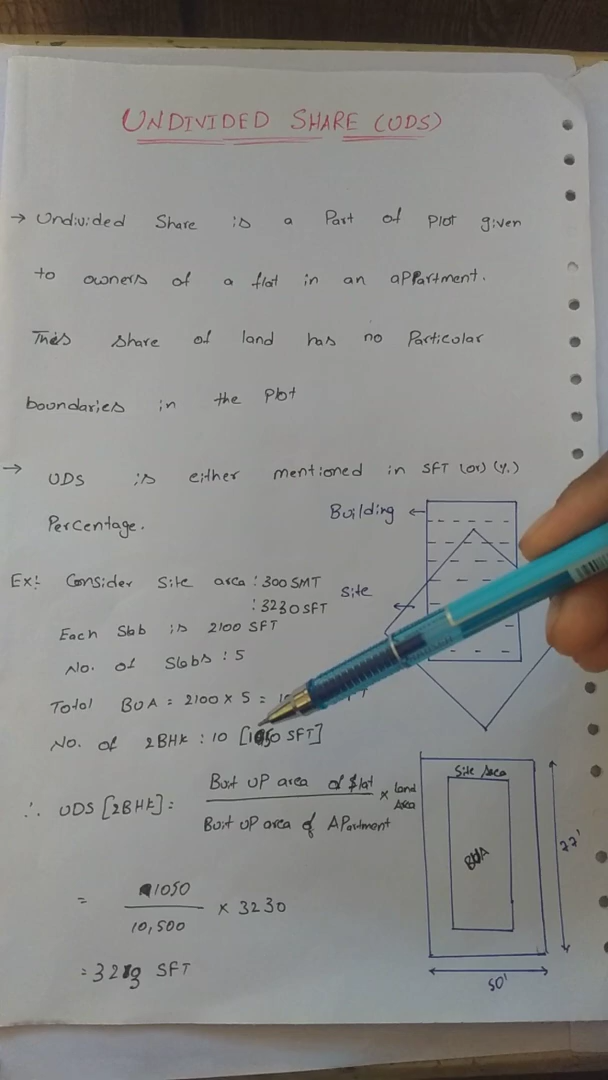 UNDIVIDED SHARE (UDS)
→ Undivided Share is a Part of Plot given
to owners of a flat in an apPartment.
This share of land has no Particular
boundaries in the Plot
→ UDS is either mentioned in SFT (or) (%)
Percentage.
Building ←
Ex: Consider Site area : 300 SMT
: 3230 SFT
Site ←
Each Slab is 2100 SFT
No. of Slabs : 5
Total BUA = 2100 x 5 =
No. of 2BHK : 10 [1050 SFT]
∴ UDS [2BHK] = Buit UP area of flat x land Area
Buit UP area of APartment
Site Area
BUA
22'
50'
= 1050 x 3230
10,500
= 323 SFT